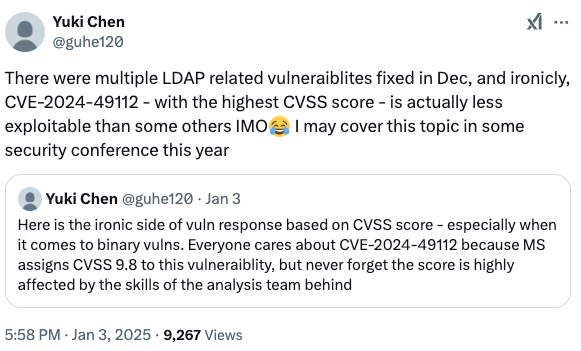 Yuki Chen
@guhe120
There were multiple LDAP related vulneraiblites fixed in Dec, and ironicly,
CVE-2024-49112 - with the highest CVSS score - is actually less
exploitable than some others IMO😂 I may cover this topic in some
security conference this year
Yuki Chen @guhe120 · Jan 3
Here is the ironic side of vuln response based on CVSS score - especially when
it comes to binary vulns. Everyone cares about CVE-2024-49112 because MS
assigns CVSS 9.8 to this vulneraiblity, but never forget the score is highly
affected by the skills of the analysis team behind
5:58 PM · Jan 3, 2025 · 9,267 Views